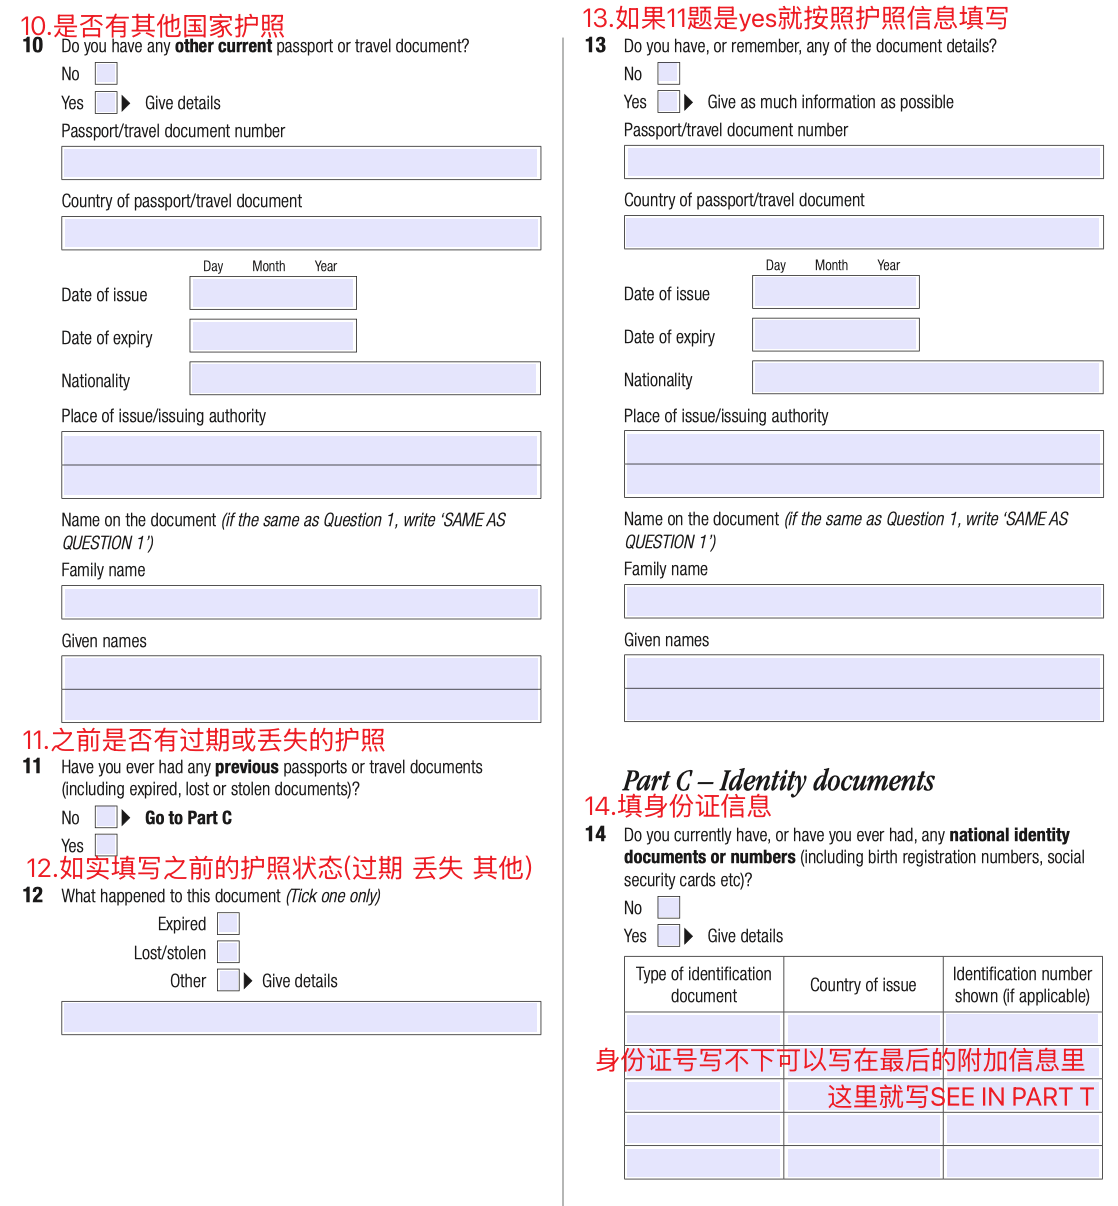 10.是否有其他国家护照
10 Do you have any other current passport or travel document?
No
Yes Give details
Passport/travel document number
Country of passport/travel document
Day Month Year
Date of issue
Date of expiry
Nationality
Place of issue/issuing authority
Name on the document (if the same as Question 1, write ‘SAME AS
QUESTION 1’)
Family name
Given names
11.之前是否有过期或丢失的护照
11 Have you ever had any previous passports or travel documents
(including expired, lost or stolen documents)?
No Go to Part C
Yes
12.如实填写之前的护照状态(过期 丢失 其他)
12 What happened to this document (Tick one only)
Expired
Lost/stolen
Other Give details
13.如果11题是yes就按照护照信息填写
13 Do you have, or remember, any of the document details?
No
Yes Give as much information as possible
Passport/travel document number
Country of passport/travel document
Day Month Year
Date of issue
Date of expiry
Nationality
Place of issue/issuing authority
Name on the document (if the same as Question 1, write ‘SAME AS
QUESTION 1’)
Family name
Given names
Part C – Identity documents
14.填身份证信息
14 Do you currently have, or have you ever had, any national identity
documents or numbers (including birth registration numbers, social
security cards etc)?
No
Yes Give details
Type of identification
document
Country of issue
Identification number
shown (if applicable)
身份证号写不下可以写在最后的附加信息里
这里就写SEE IN PART T